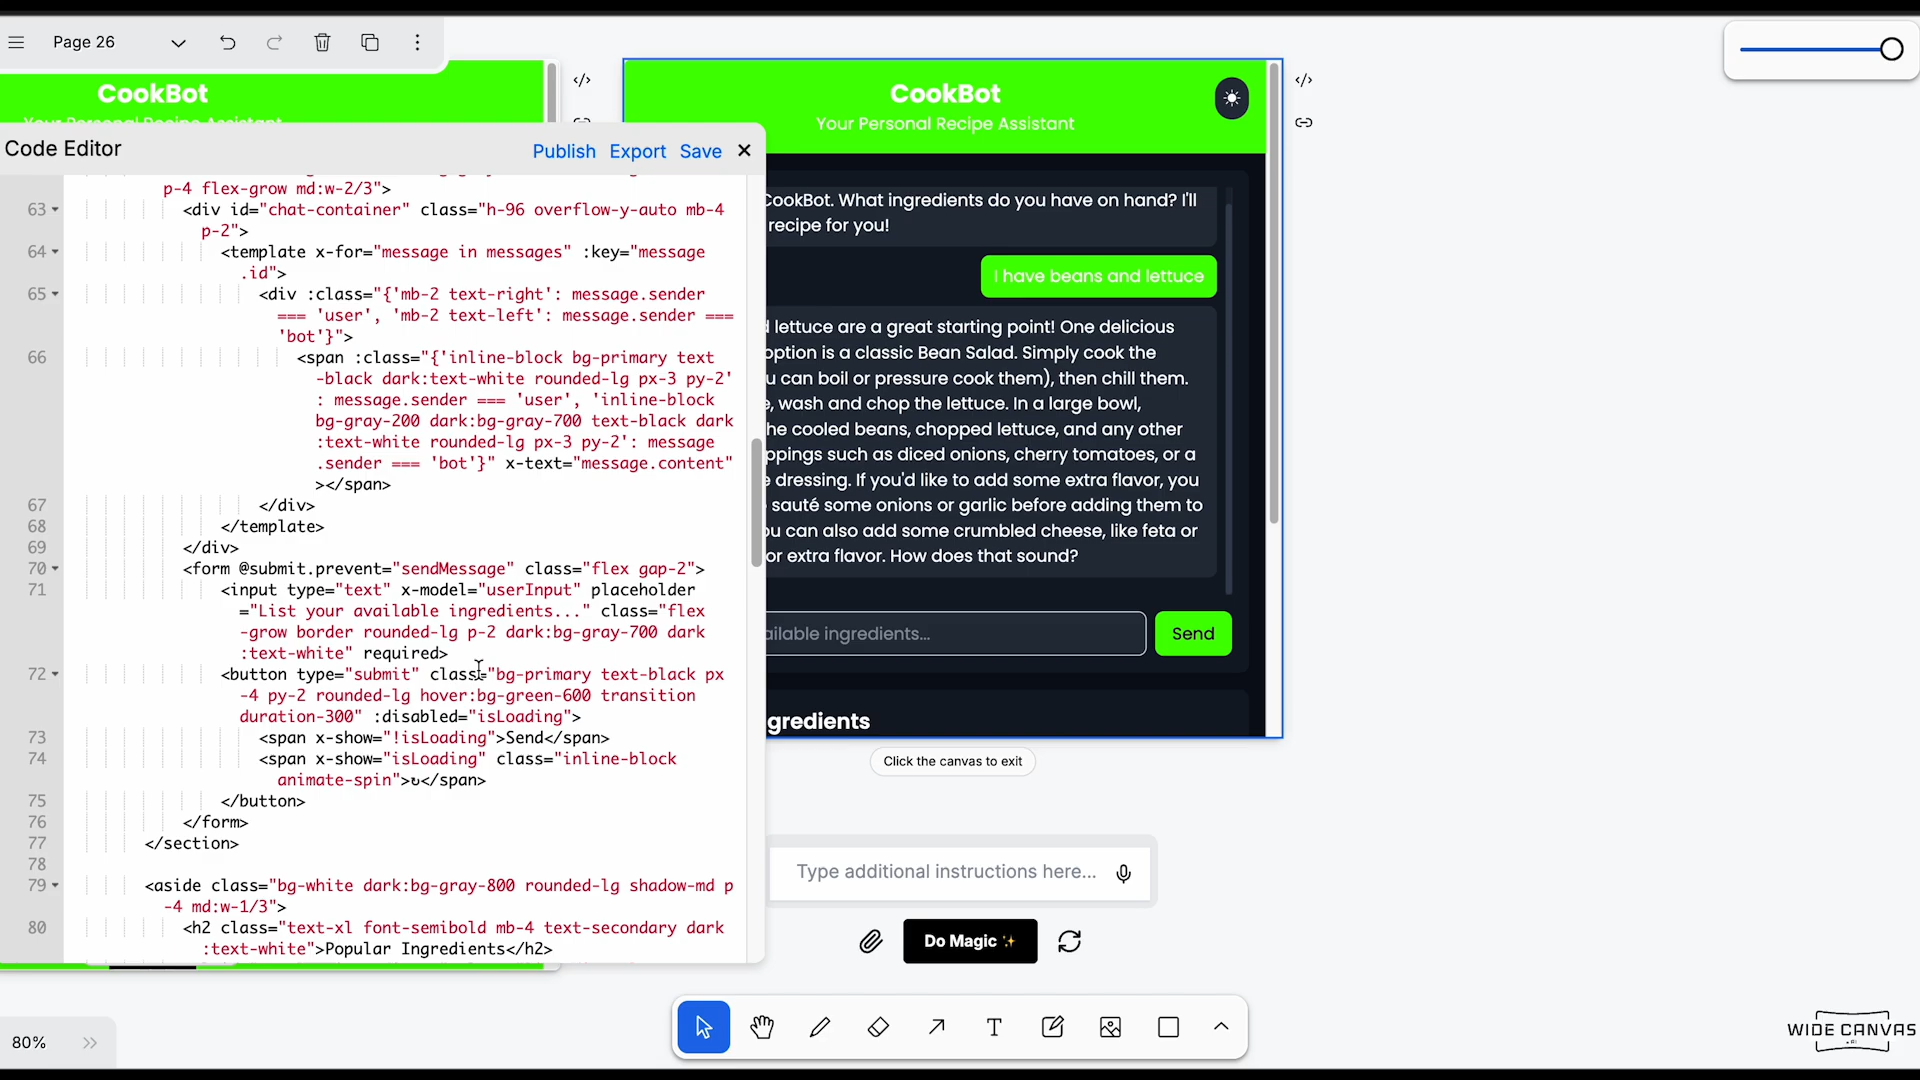 Page 26
CookBot
CookBot
Your Personal Recipe Assistant
Your Personal Recipe Assistant
Code Editor
Publish Export Save
p-4 flex-grow md:w-2/3">
63 <div id="chat-container" class="h-96 overflow-y-auto mb-4
p-2">
64 <template x-for="message in messages" :key="message
.id">
65 <div :class="{'mb-2 text-right': message.sender
=== 'user', 'mb-2 text-left': message.sender ===
'bot'}">
66 <span :class="{'inline-block bg-primary text
-black dark:text-white rounded-lg px-3 py-2'
: message.sender === 'user', 'inline-block
bg-gray-200 dark:bg-gray-700 text-black dark
:text-white rounded-lg px-3 py-2': message
.sender === 'bot'}" x-text="message.content"
></span>
67 </div>
68 </template>
69 </div>
70 <form @submit.prevent="sendMessage" class="flex gap-2">
71 <input type="text" x-model="userInput" placeholder
="List your available ingredients..." class="flex
-grow border rounded-lg p-2 dark:bg-gray-700 dark
:text-white" required>
72 <button type="submit" class="bg-primary text-black px
-4 py-2 rounded-lg hover:bg-green-600 transition
duration-300" :disabled="isLoading">
73 <span x-show="!isLoading">Send</span>
74 <span x-show="isLoading" class="inline-block
animate-spin">↻</span>
75 </button>
76 </form>
77 </section>
78
79 <aside class="bg-white dark:bg-gray-800 rounded-lg shadow-md p
-4 md:w-1/3">
80 <h2 class="text-xl font-semibold mb-4 text-secondary dark
:text-white">Popular Ingredients</h2>
CookBot. What ingredients do you have on hand? I'll
recipe for you!
I have beans and lettuce
d lettuce are a great starting point! One delicious
option is a classic Bean Salad. Simply cook the
u can boil or pressure cook them), then chill them.
e, wash and chop the lettuce. In a large bowl,
he cooled beans, chopped lettuce, and any other
ppings such as diced onions, cherry tomatoes, or a
e dressing. If you'd like to add some extra flavor, you
sauté some onions or garlic before adding them to
ou can also add some crumbled cheese, like feta or
or extra flavor. How does that sound?
ailable ingredients...
Send
gredients
Click the canvas to exit
Type additional instructions here...
Do Magic ✨
80%
WIDE CANVAS
.AI